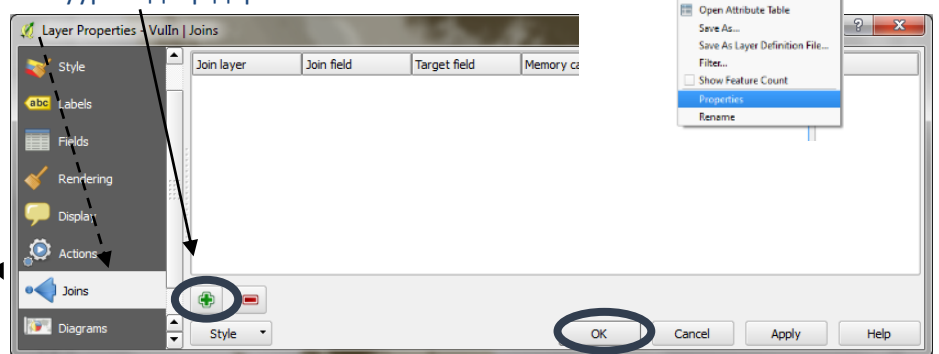 Open Attribute Table
Save As...
Save As Layer Definition File...
Filter...
Show Feature Count
Properties
Rename
Layer Properties - VulIn | Joins
Style
Labels
Fields
Rendering
Display
Actions
Joins
Diagrams
abc
Join layer
Join field
Target field
Memory ca
Style
OK
Cancel
Apply
Help